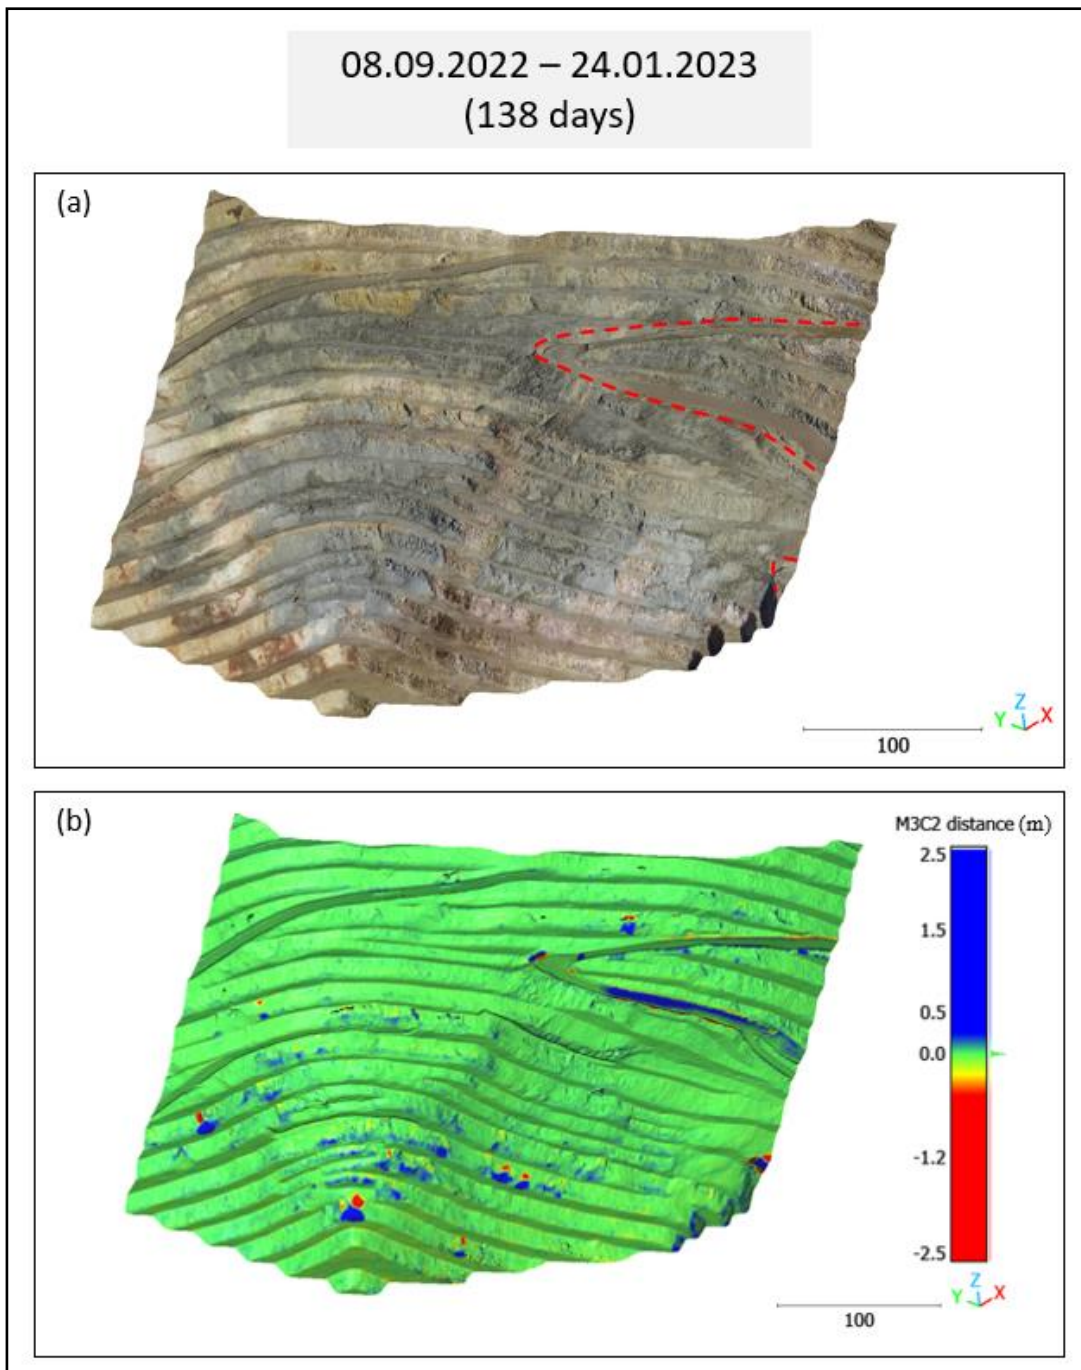 08.09.2022 – 24.01.2023
(138 days)
(a)
Z
Y X
100
(b)
M3C2 distance (m)
2.5
1.5
0.5
0.0
-1.2
-2.5
Z
Y X
100